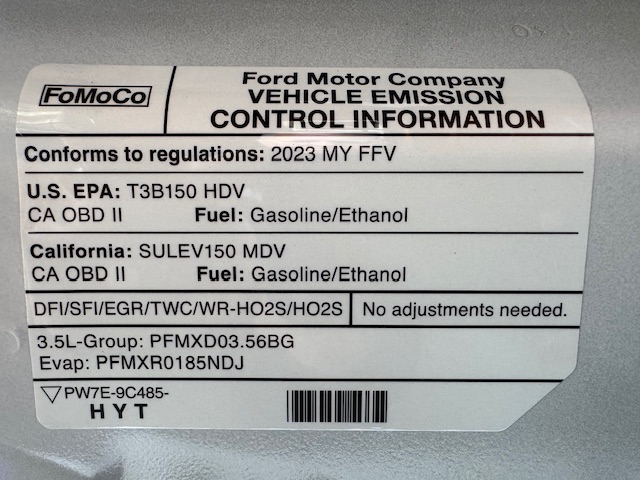 FoMoCo
Ford Motor Company
VEHICLE EMISSION
CONTROL INFORMATION
Conforms to regulations: 2023 MY FFV
U.S. EPA: T3B150 HDV
CA OBD II Fuel: Gasoline/Ethanol
California: SULEV150 MDV
CA OBD II Fuel: Gasoline/Ethanol
DFI/SFI/EGR/TWC/WR-HO2S/HO2S No adjustments needed.
3.5L-Group: PFMXD03.56BG
Evap: PFMXR0185NDJ
PW7E-9C485-
HYT